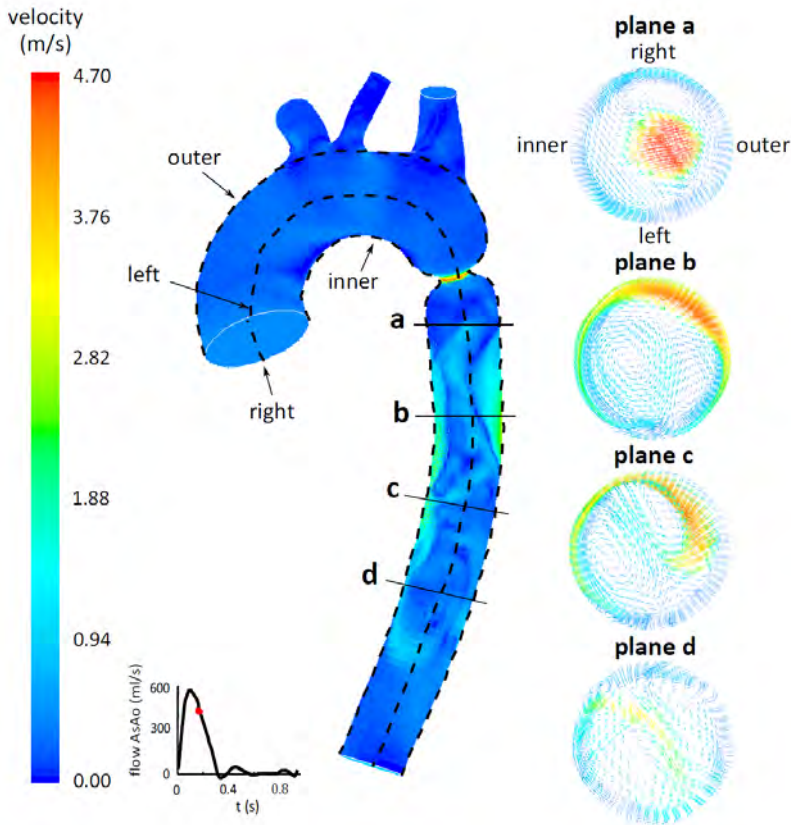 velocity
(m/s)
4.70
3.76
2.82
1.88
0.94
0.00
outer
left
inner
right
a
b
c
d
plane a
right
inner
outer
left
plane b
plane c
plane d
flow AsAo (ml/s)
600
300
0
0
0.4
0.8
t (s)